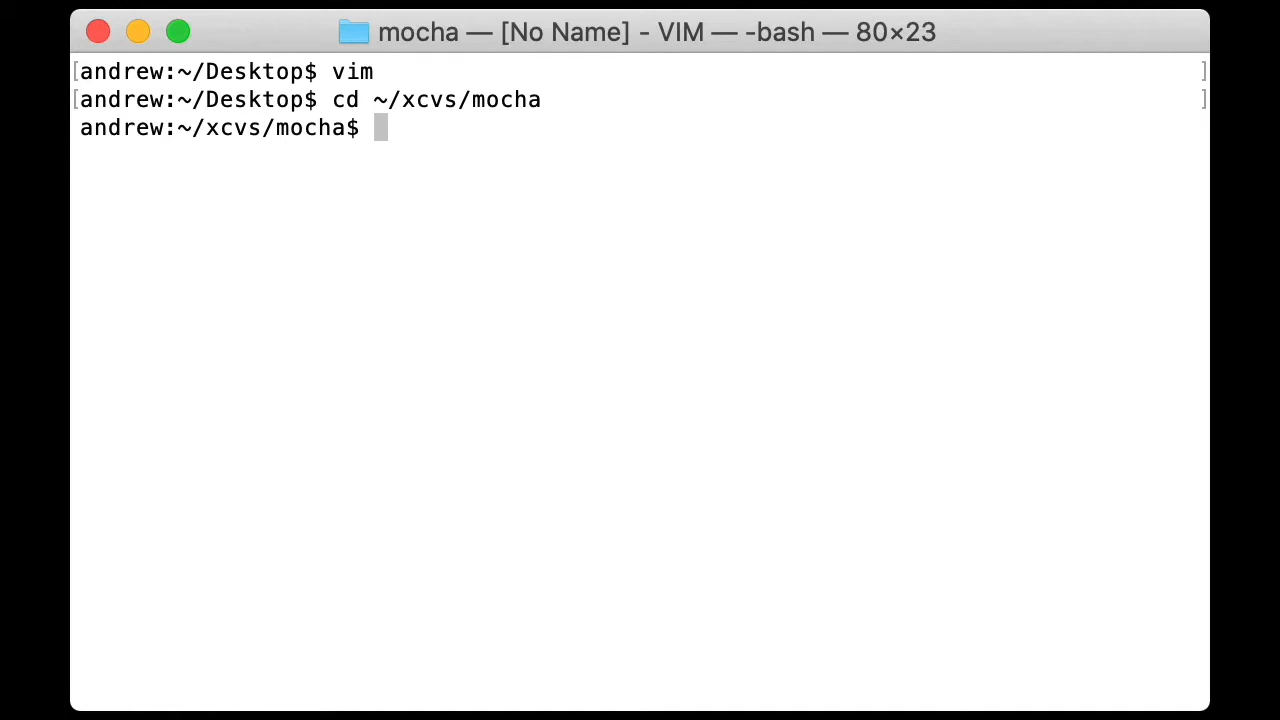 mocha — [No Name] - VIM — -bash — 80×23
[andrew:~/Desktop$ vim ]
[andrew:~/Desktop$ cd ~/xcvs/mocha ]
andrew:~/xcvs/mocha$